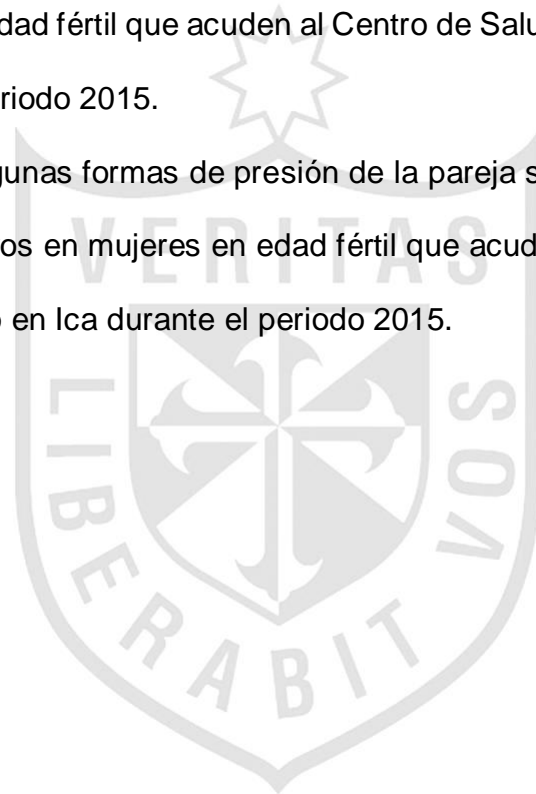 dad fértil que acuden al Centro de Salu
riodo 2015.
gunas formas de presión de la pareja s
os en mujeres en edad fértil que acud
en Ica durante el periodo 2015.
VERITAS
LIBERABIT
VOS